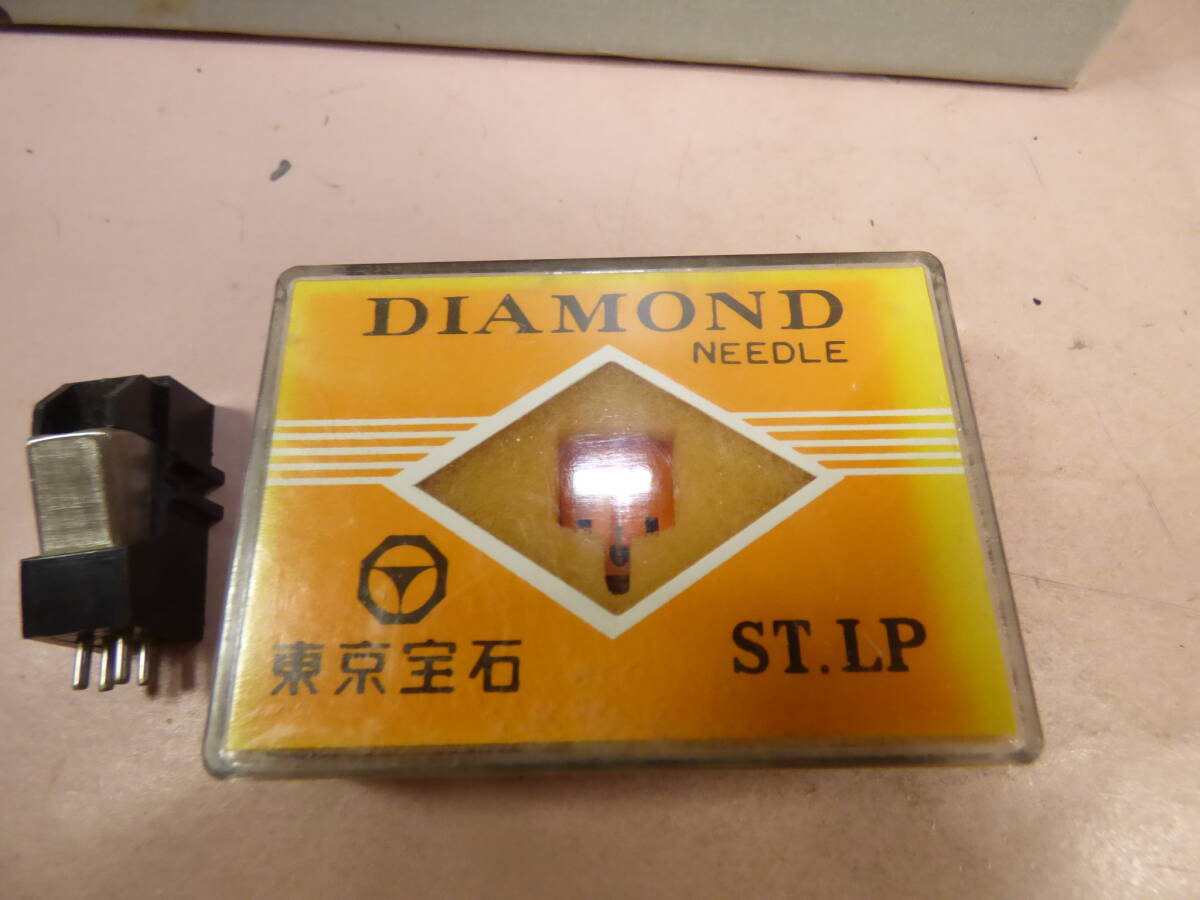 DIAMOND
NEEDLE
東京宝石
ST.LP